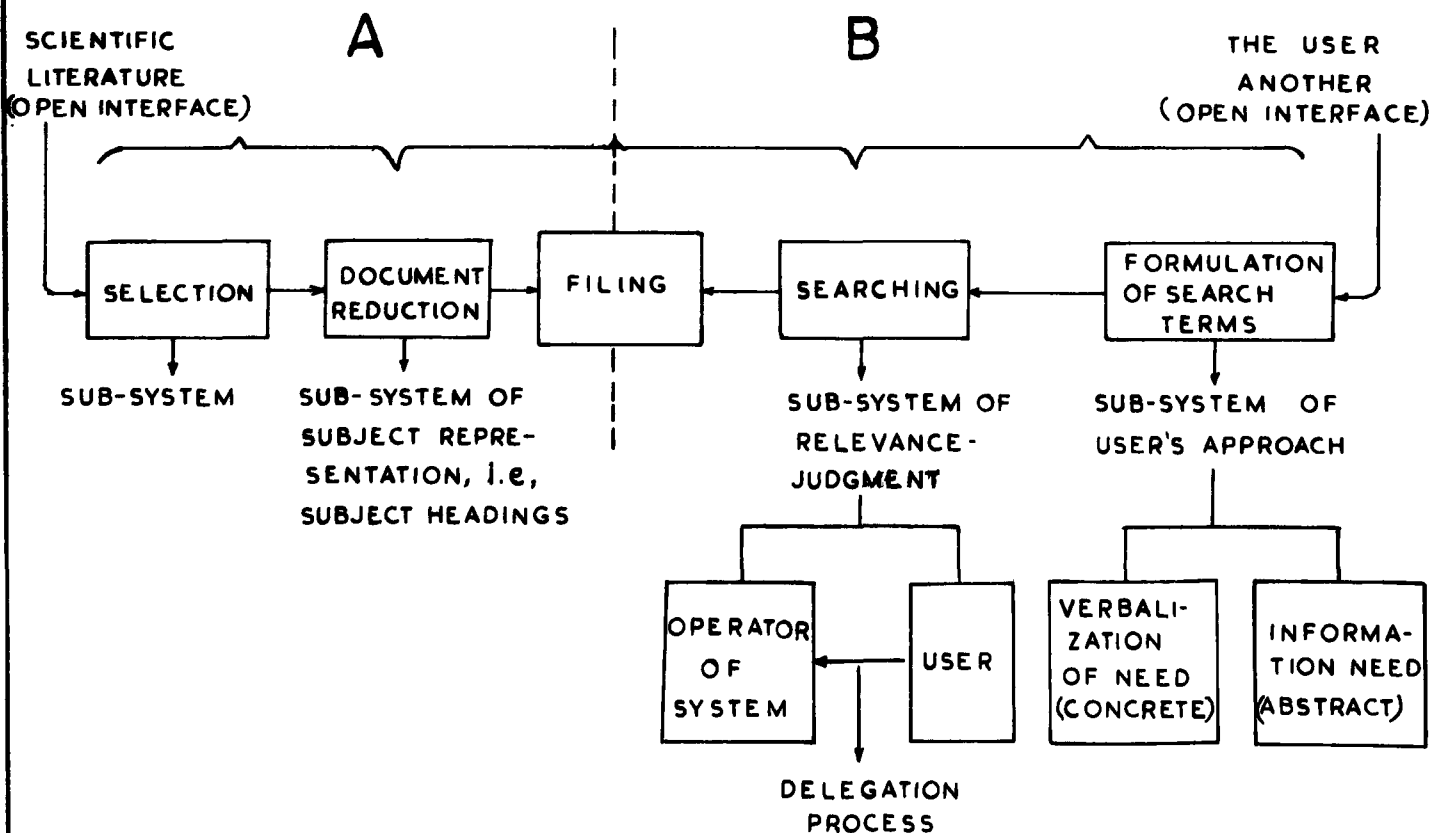 A
B
SCIENTIFIC
LITERATURE
(OPEN INTERFACE)
THE USER
ANOTHER
(OPEN INTERFACE)
SELECTION
DOCUMENT
REDUCTION
FILING
SEARCHING
FORMULATION
OF SEARCH
TERMS
SUB-SYSTEM
SUB-SYSTEM OF
SUBJECT REPRE-
SENTATION, i.e,
SUBJECT HEADINGS
SUB-SYSTEM OF
RELEVANCE-
JUDGMENT
SUB-SYSTEM OF
USER'S APPROACH
OPERATOR
OF
SYSTEM
USER
VERBALI-
ZATION
OF NEED
(CONCRETE)
INFORMA-
TION NEED
(ABSTRACT)
DELEGATION
PROCESS